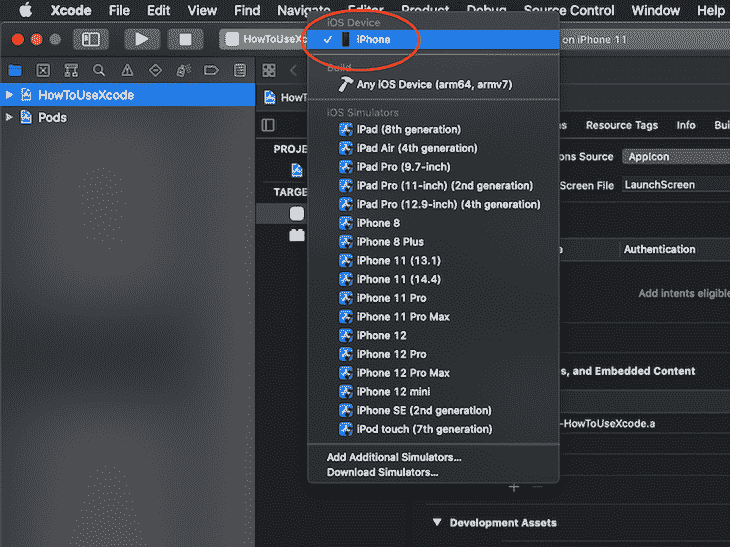 Xcode File Edit View Find Navigate Editor Product Debug Source Control Window Help
HowToUseXc
on iPhone 11
iOS Device
iPhone
Build
Any iOS Device (arm64, armv7)
iOS Simulators
iPad (8th generation)
iPad Air (4th generation)
iPad Pro (9.7-inch)
iPad Pro (11-inch) (2nd generation)
iPad Pro (12.9-inch) (4th generation)
iPhone 8
iPhone 8 Plus
iPhone 11 (13.1)
iPhone 11 (14.4)
iPhone 11 Pro
iPhone 11 Pro Max
iPhone 12
iPhone 12 Pro
iPhone 12 Pro Max
iPhone 12 mini
iPhone SE (2nd generation)
iPod touch (7th generation)
Add Additional Simulators...
Download Simulators...
HowToUseXcode
Pods
HowT
PROJE
TARGE
s Resource Tags Info Bui
ons Source AppIcon
Screen File LaunchScreen
Authentication
Add intents eligible
s, and Embedded Content
-HowToUseXcode.a
Development Assets